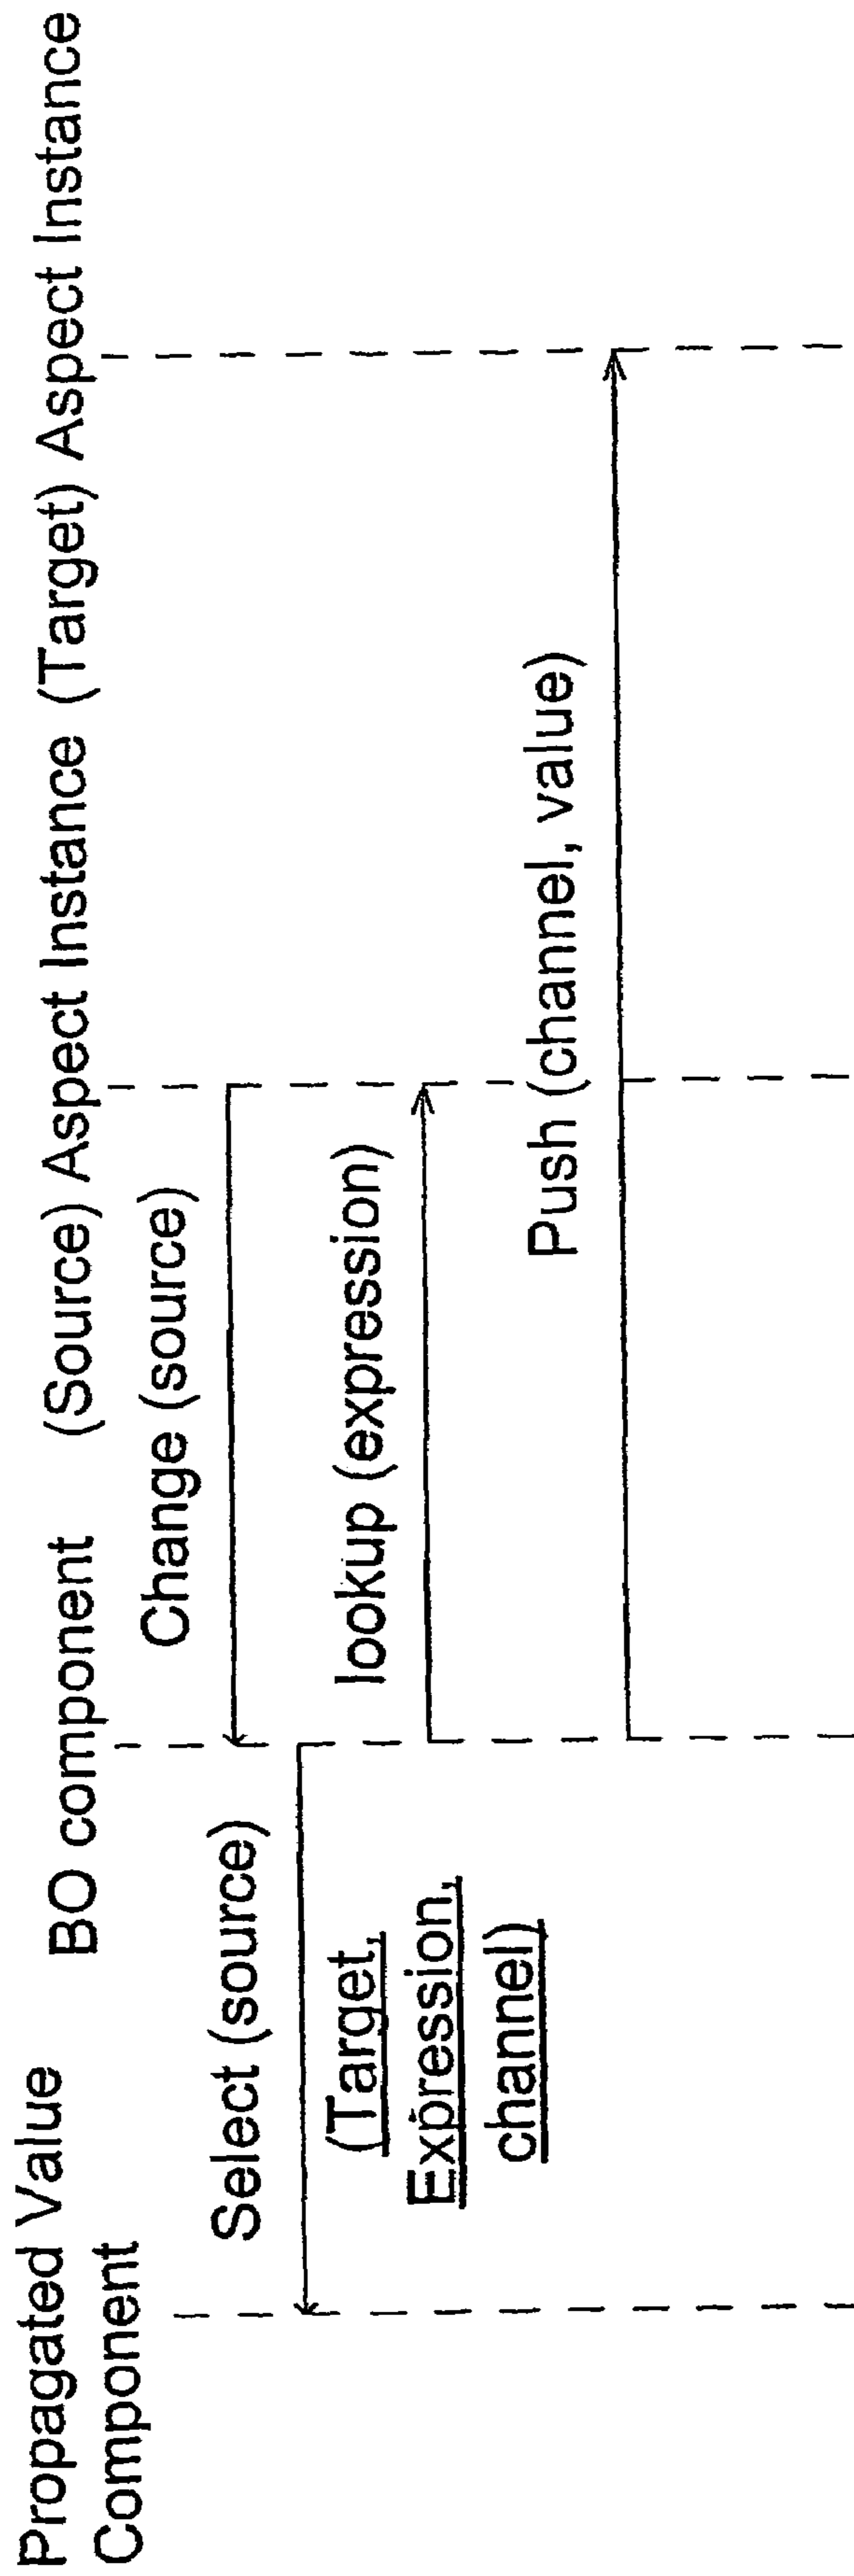 Propagated Value
Component
BO component
(Source) Aspect Instance
(Target) Aspect Instance
Change (source)
Select (source)
(Target,
Expression,
channel)
lookup (expression)
Push (channel, value)